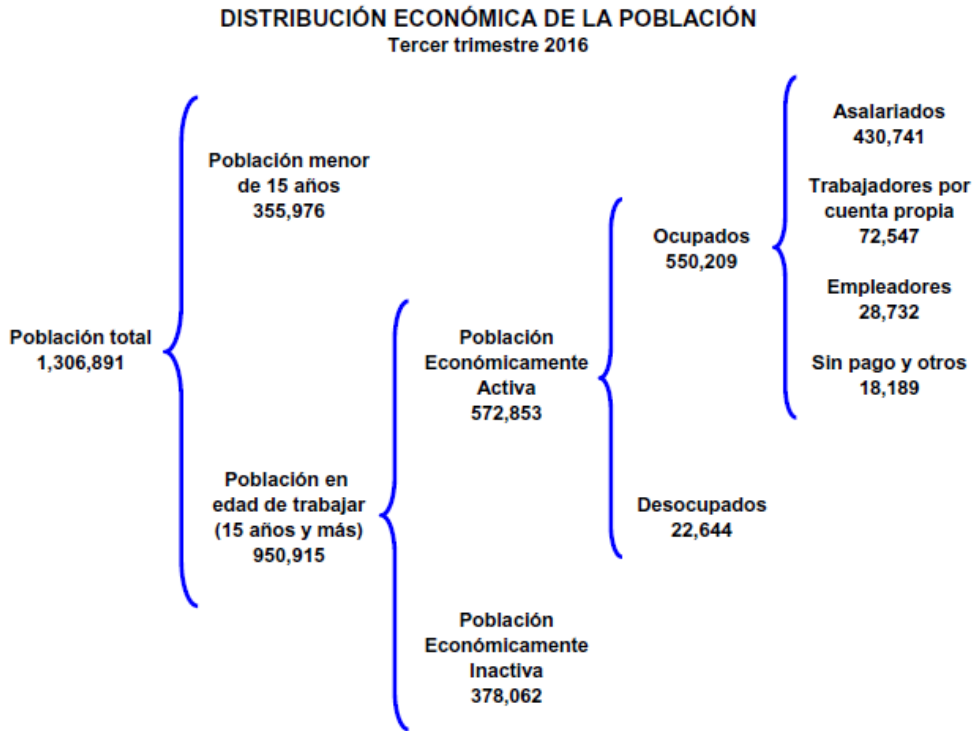 DISTRIBUCIÓN ECONÓMICA DE LA POBLACIÓN
Tercer trimestre 2016
Población total
1,306,891
Población menor
de 15 años
355,976
Población en
edad de trabajar
(15 años y más)
950,915
Población
Económicamente
Activa
572,853
Población
Económicamente
Inactiva
378,062
Ocupados
550,209
Desocupados
22,644
Asalariados
430,741
Trabajadores por
cuenta propia
72,547
Empleadores
28,732
Sin pago y otros
18,189